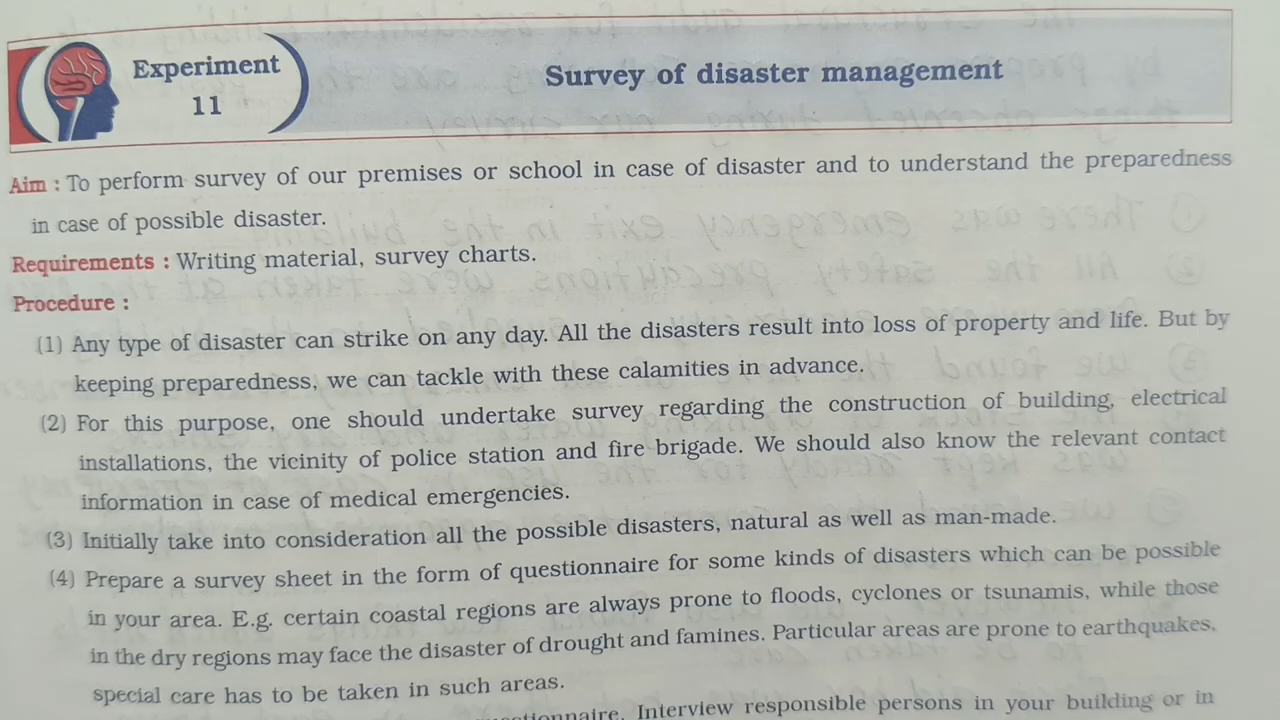 Experiment
11
Survey of disaster management
Aim : To perform survey of our premises or school in case of disaster and to understand the preparedness
in case of possible disaster.
Requirements : Writing material, survey charts.
Procedure :
(1) Any type of disaster can strike on any day. All the disasters result into loss of property and life. But by
keeping preparedness, we can tackle with these calamities in advance.
(2) For this purpose, one should undertake survey regarding the construction of building, electrical
installations, the vicinity of police station and fire brigade. We should also know the relevant contact
information in case of medical emergencies.
(3) Initially take into consideration all the possible disasters, natural as well as man-made.
(4) Prepare a survey sheet in the form of questionnaire for some kinds of disasters which can be possible
in your area. E.g. certain coastal regions are always prone to floods, cyclones or tsunamis, while those
in the dry regions may face the disaster of drought and famines. Particular areas are prone to earthquakes,
special care has to be taken in such areas.
Interview responsible persons in your building or in